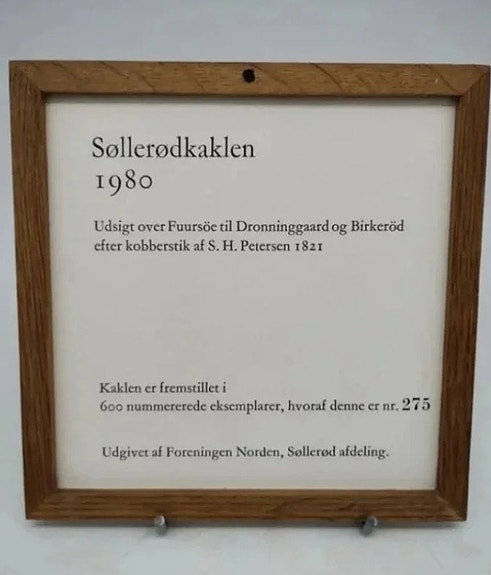 Søllerødkaklen
1980
Udsigt over Fuursöe til Dronninggaard og Birkeröd
efter kobberstik af S. H. Petersen 1821
Kaklen er fremstillet i
600 nummererede eksemplarer, hvoraf denne er nr. 275
Udgivet af Foreningen Norden, Søllerød afdeling.